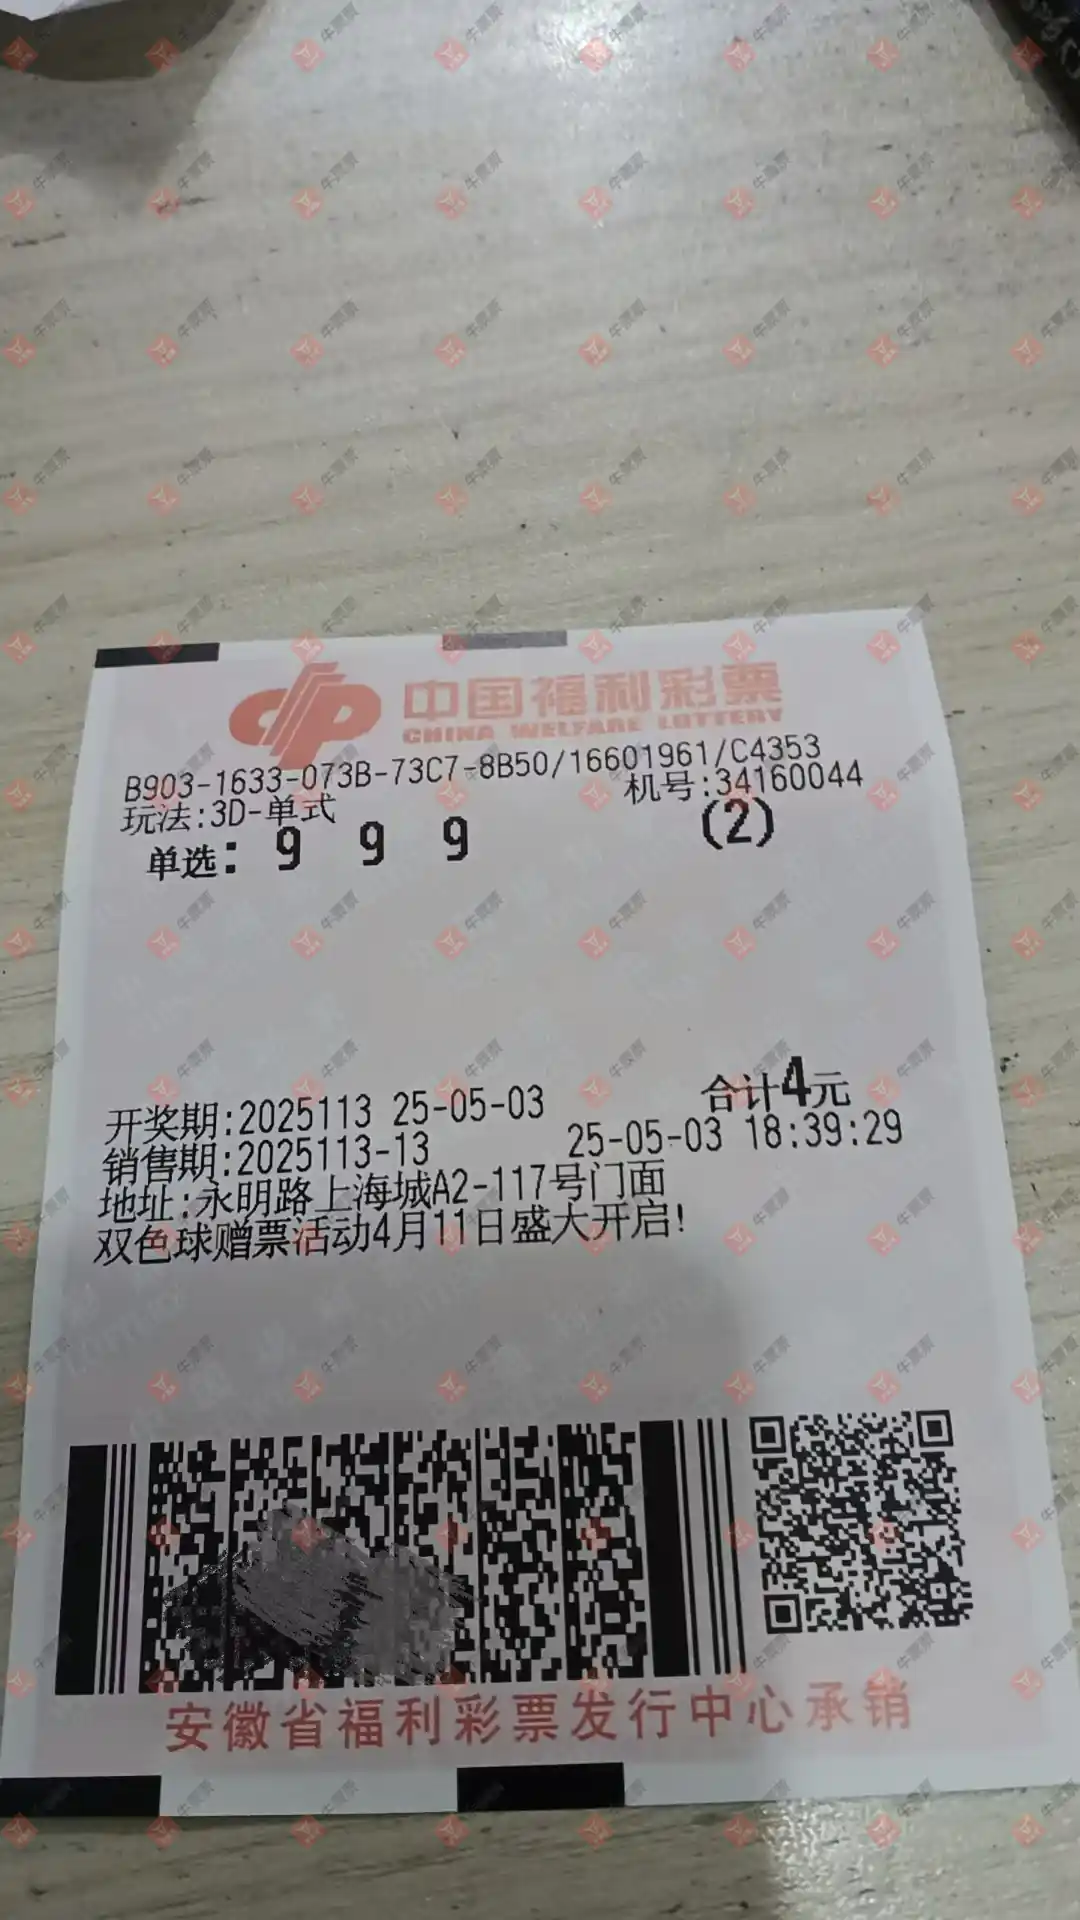 中国福利彩票
CHINA WELFARE LOTTERY
B903-1633-073B-73C7-8B50/16601961/C4353
玩法:3D-单式 机号:34160044
单选: 9 9 9 (2)
开奖期:2025113 25-05-03 合计4元
销售期:2025113-13 25-05-03 18:39:29
地址:永明路上海城A2-117号门面
双色球赠票活动4月11日盛大开启!
安徽省福利彩票发行中心承销
牛票票